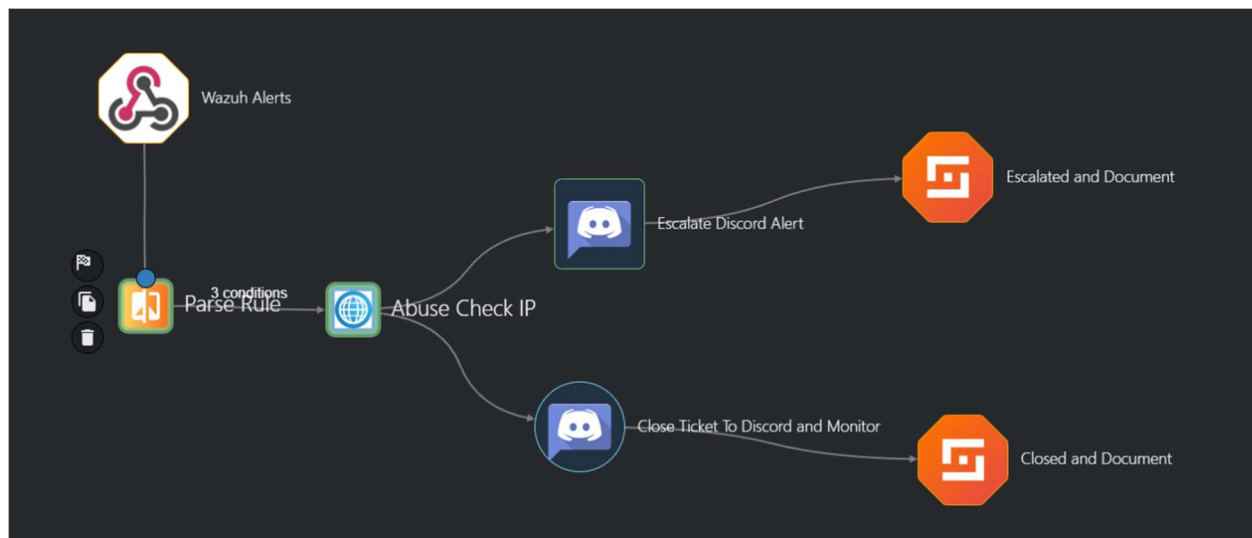 Wazuh Alerts
Escalated and Document
Escalate Discord Alert
3 conditions
Parse Rule
Abuse Check IP
Close Ticket To Discord and Monitor
Closed and Document